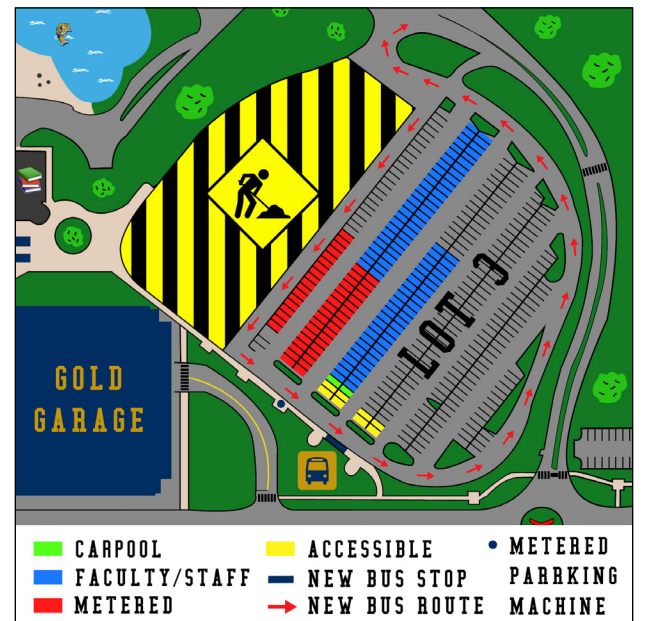 LOT J
GOLD
GARAGE
CARPOOL
FACULTY/STAFF
METERED
ACCESSIBLE
NEW BUS STOP
NEW BUS ROUTE
METERED
PARRKING
MACHINE